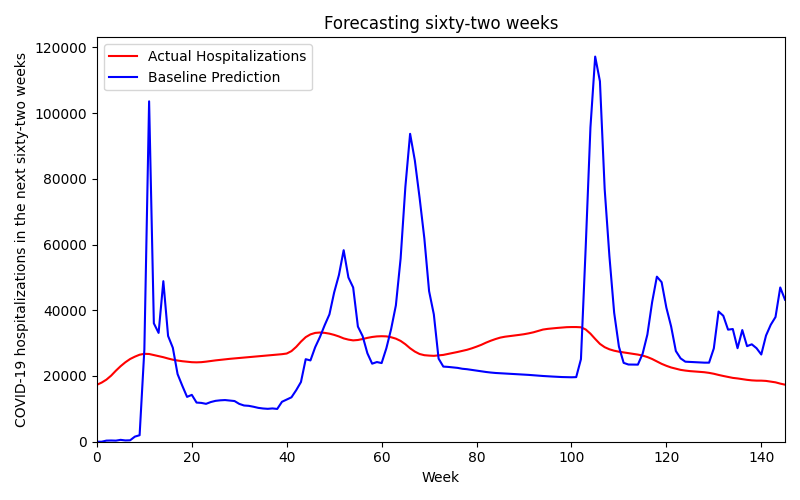 Forecasting sixty-two weeks
Actual Hospitalizations
Baseline Prediction
COVID-19 hospitalizations in the next sixty-two weeks
120000
100000
80000
60000
40000
20000
0
0 20 40 60 80 100 120 140
Week